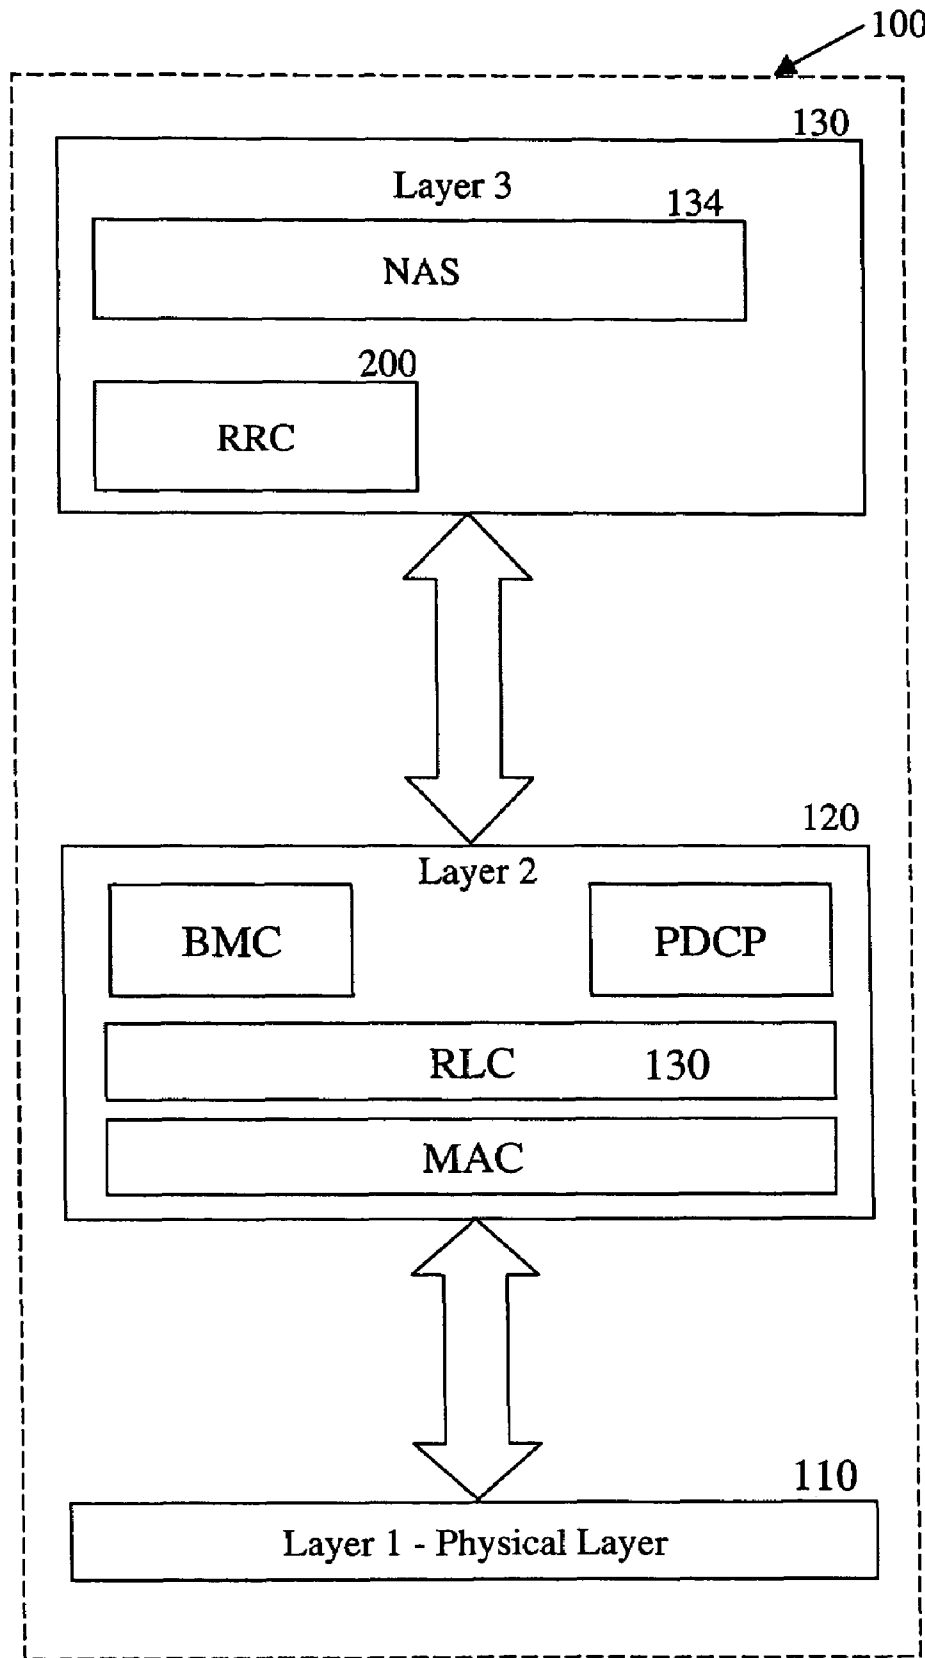 100
130
Layer 3
134
NAS
200
RRC
120
Layer 2
BMC
PDCP
RLC 130
MAC
110
Layer 1 - Physical Layer